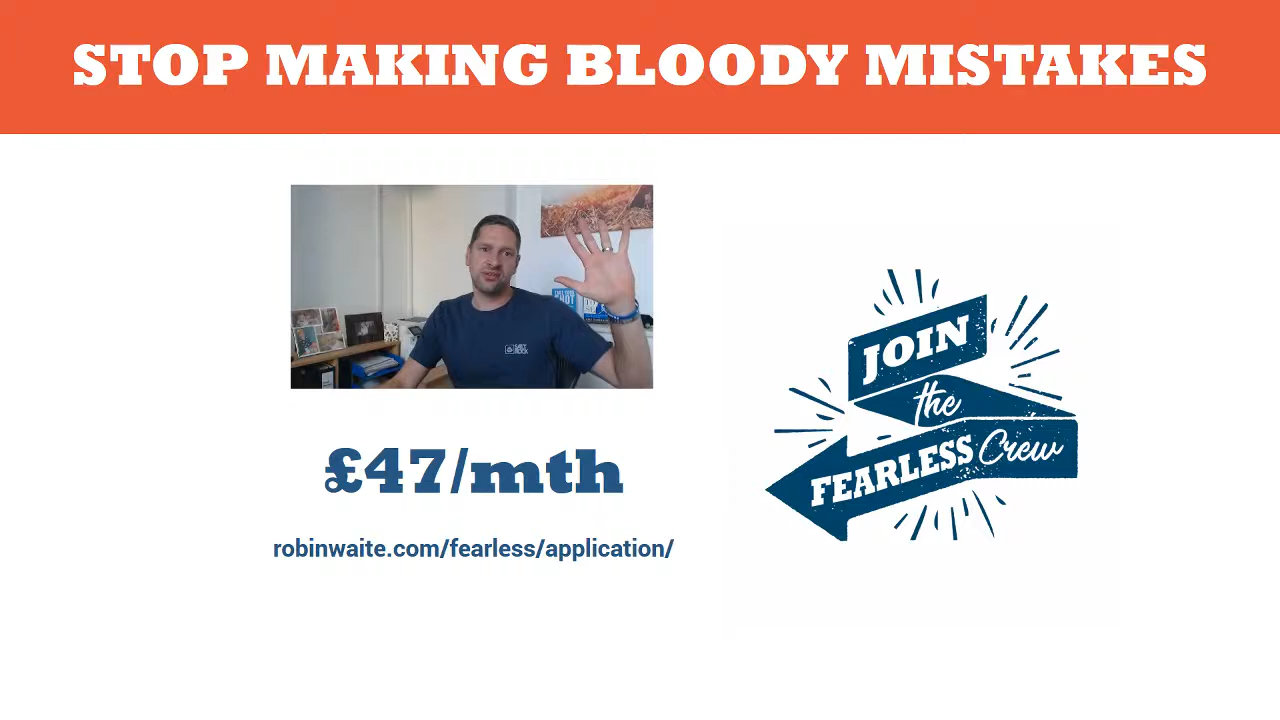 STOP MAKING BLOODY MISTAKES
£47/mth
robinwaite.com/fearless/application/
JOIN
the
FEARLESS Crew